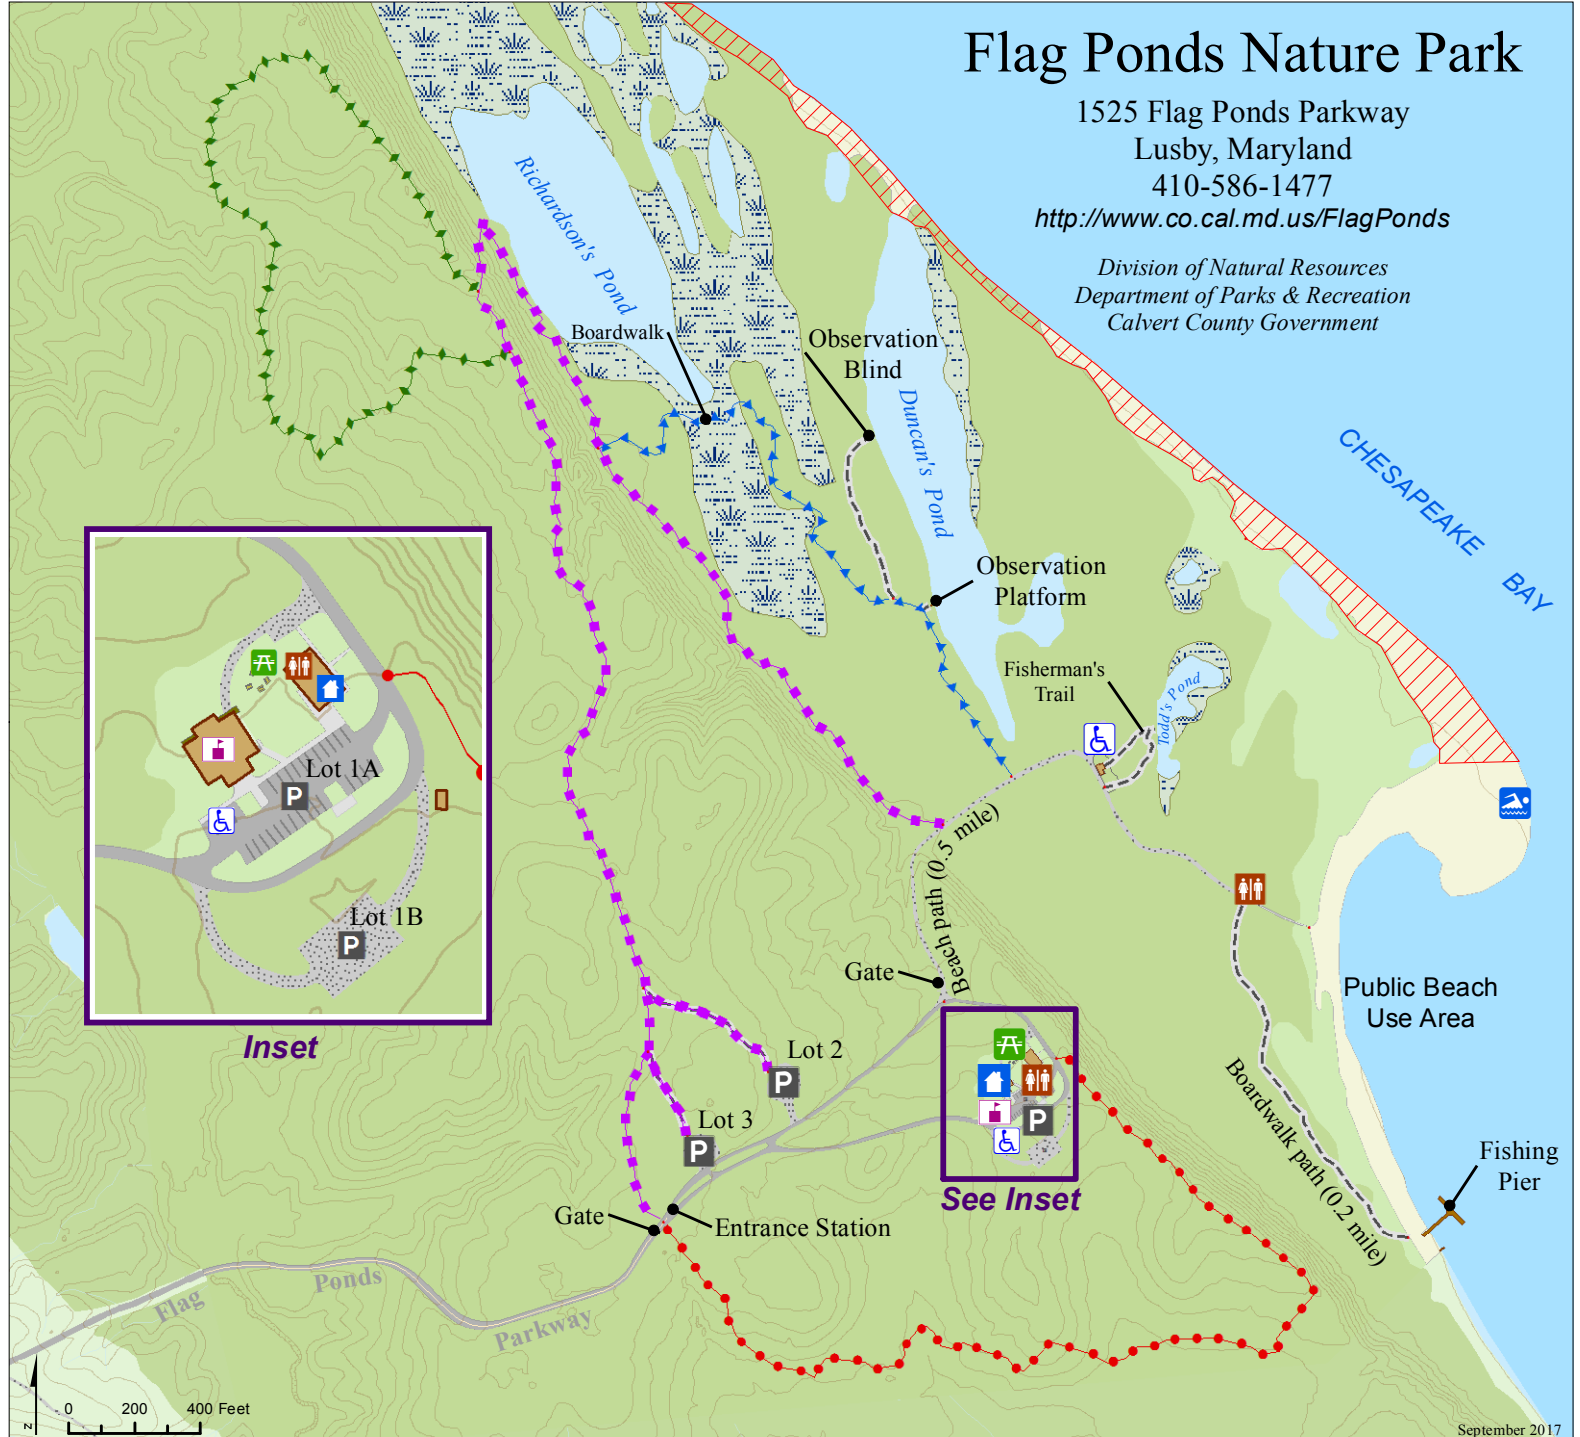 Flag Ponds Nature Park
1525 Flag Ponds Parkway
Lusby, Maryland
410-586-1477
http://www.co.cal.md.us/FlagPonds
Division of Natural Resources
Department of Parks & Recreation
Calvert County Government
Richardson's Pond
Boardwalk
Observation
Blind
Duncan's Pond
CHESAPEAKE BAY
Observation
Platform
Fisherman's
Trail
Todd's Pond
Lot 1A
P
Lot 1B
P
Inset
Beach path (0.5 mile)
Gate
Public Beach
Use Area
Lot 2
P
Lot 3
P
P
See Inset
Boardwalk path (0.2 mile)
Fishing
Pier
Gate
Entrance Station
Flag Ponds Parkway
N
0 200 400 Feet
September 2017